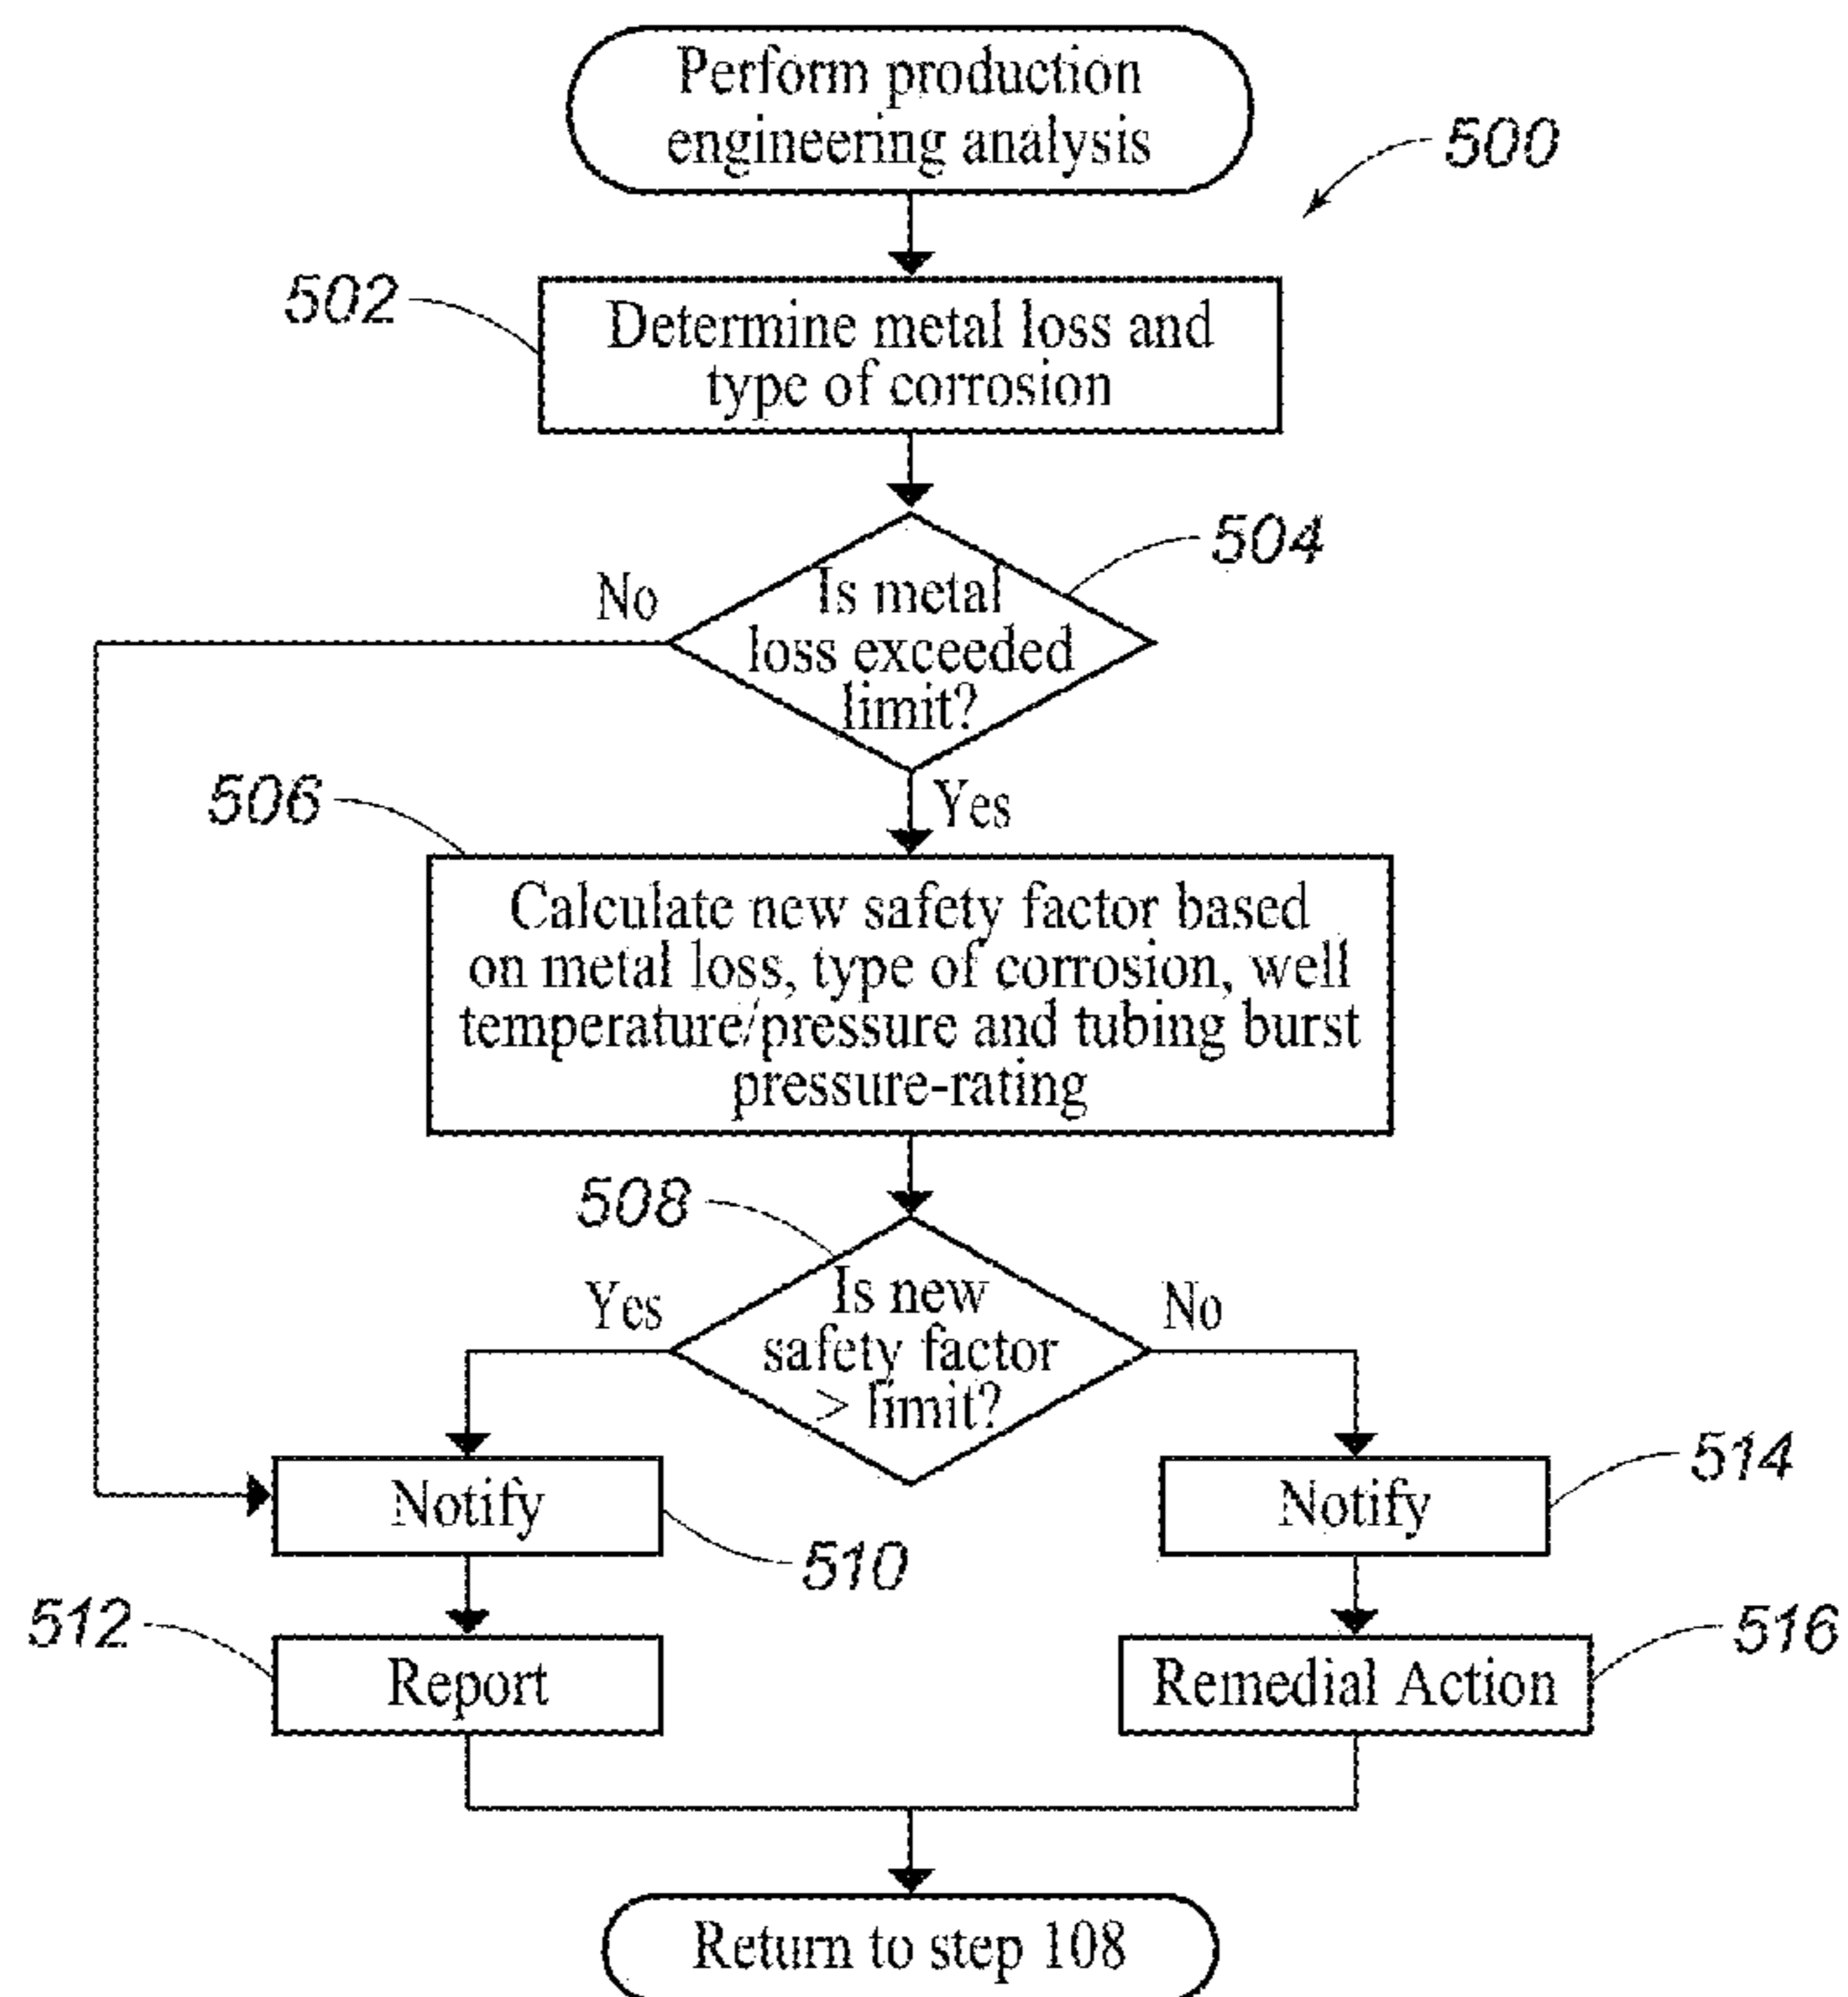 Perform production
engineering analysis
500
502
Determine metal loss and
type of corrosion
504
No
Is metal
loss exceeded
limit?
506
Yes
Calculate new safety factor based
on metal loss, type of corrosion, well
temperature/pressure and tubing burst
pressure-rating
508
Yes
Is new
safety factor
> limit?
No
Notify
510
Notify
514
512
Report
Remedial Action
516
Return to step 108